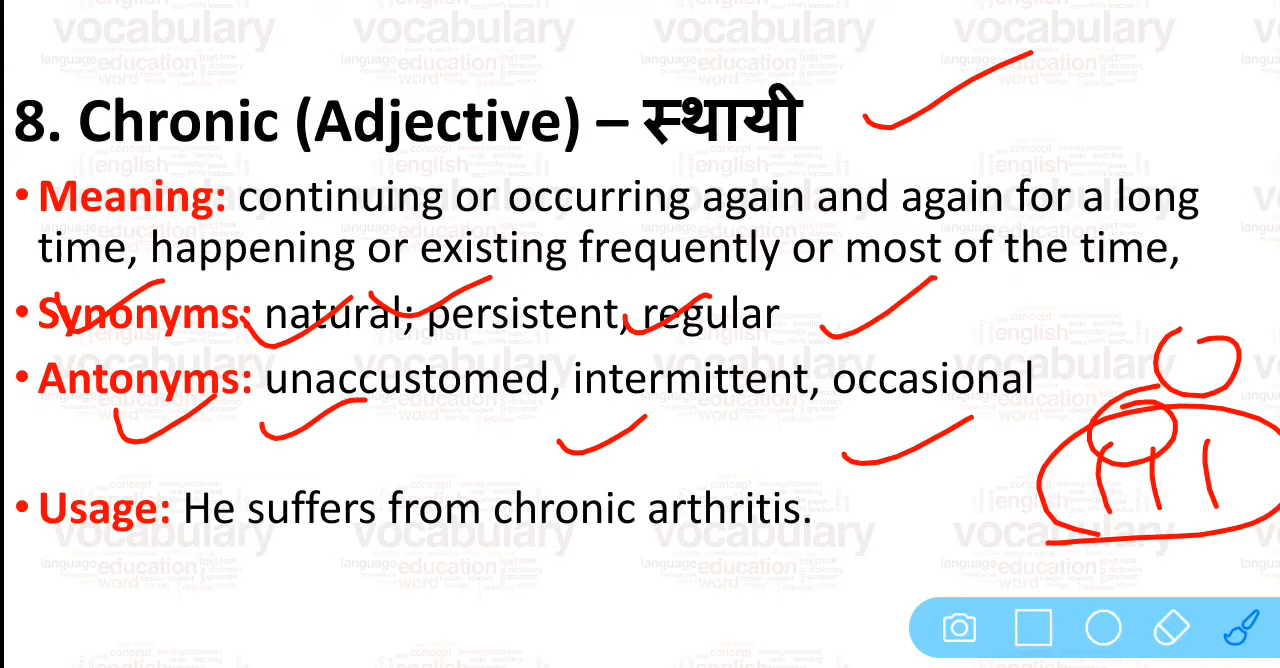 8. Chronic (Adjective) – स्थायी
• Meaning: continuing or occurring again and again for a long
time, happening or existing frequently or most of the time,
• Synonyms: natural; persistent, regular
• Antonyms: unaccustomed, intermittent, occasional
• Usage: He suffers from chronic arthritis.